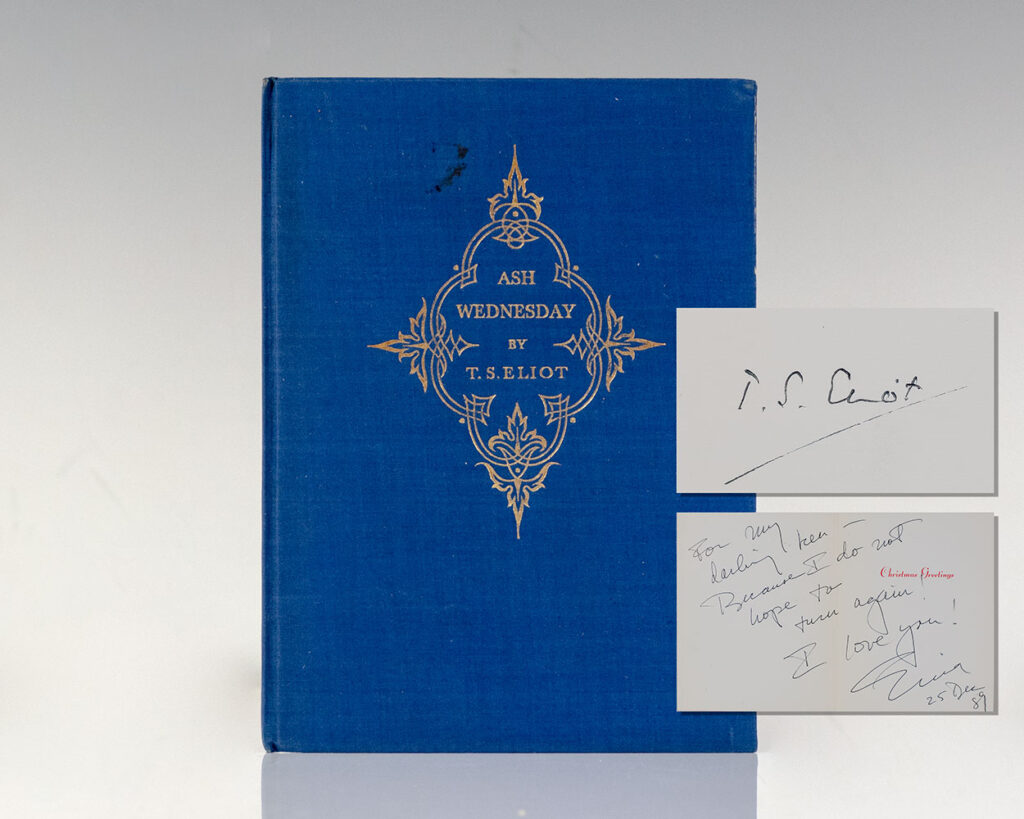 ASH
WEDNESDAY
BY
T.S.ELIOT
T. S. Eliot
For my
darling Ken —
Because I do not
hope to
turn again!
I love you!
25 Dec
89
Christmas Greetings